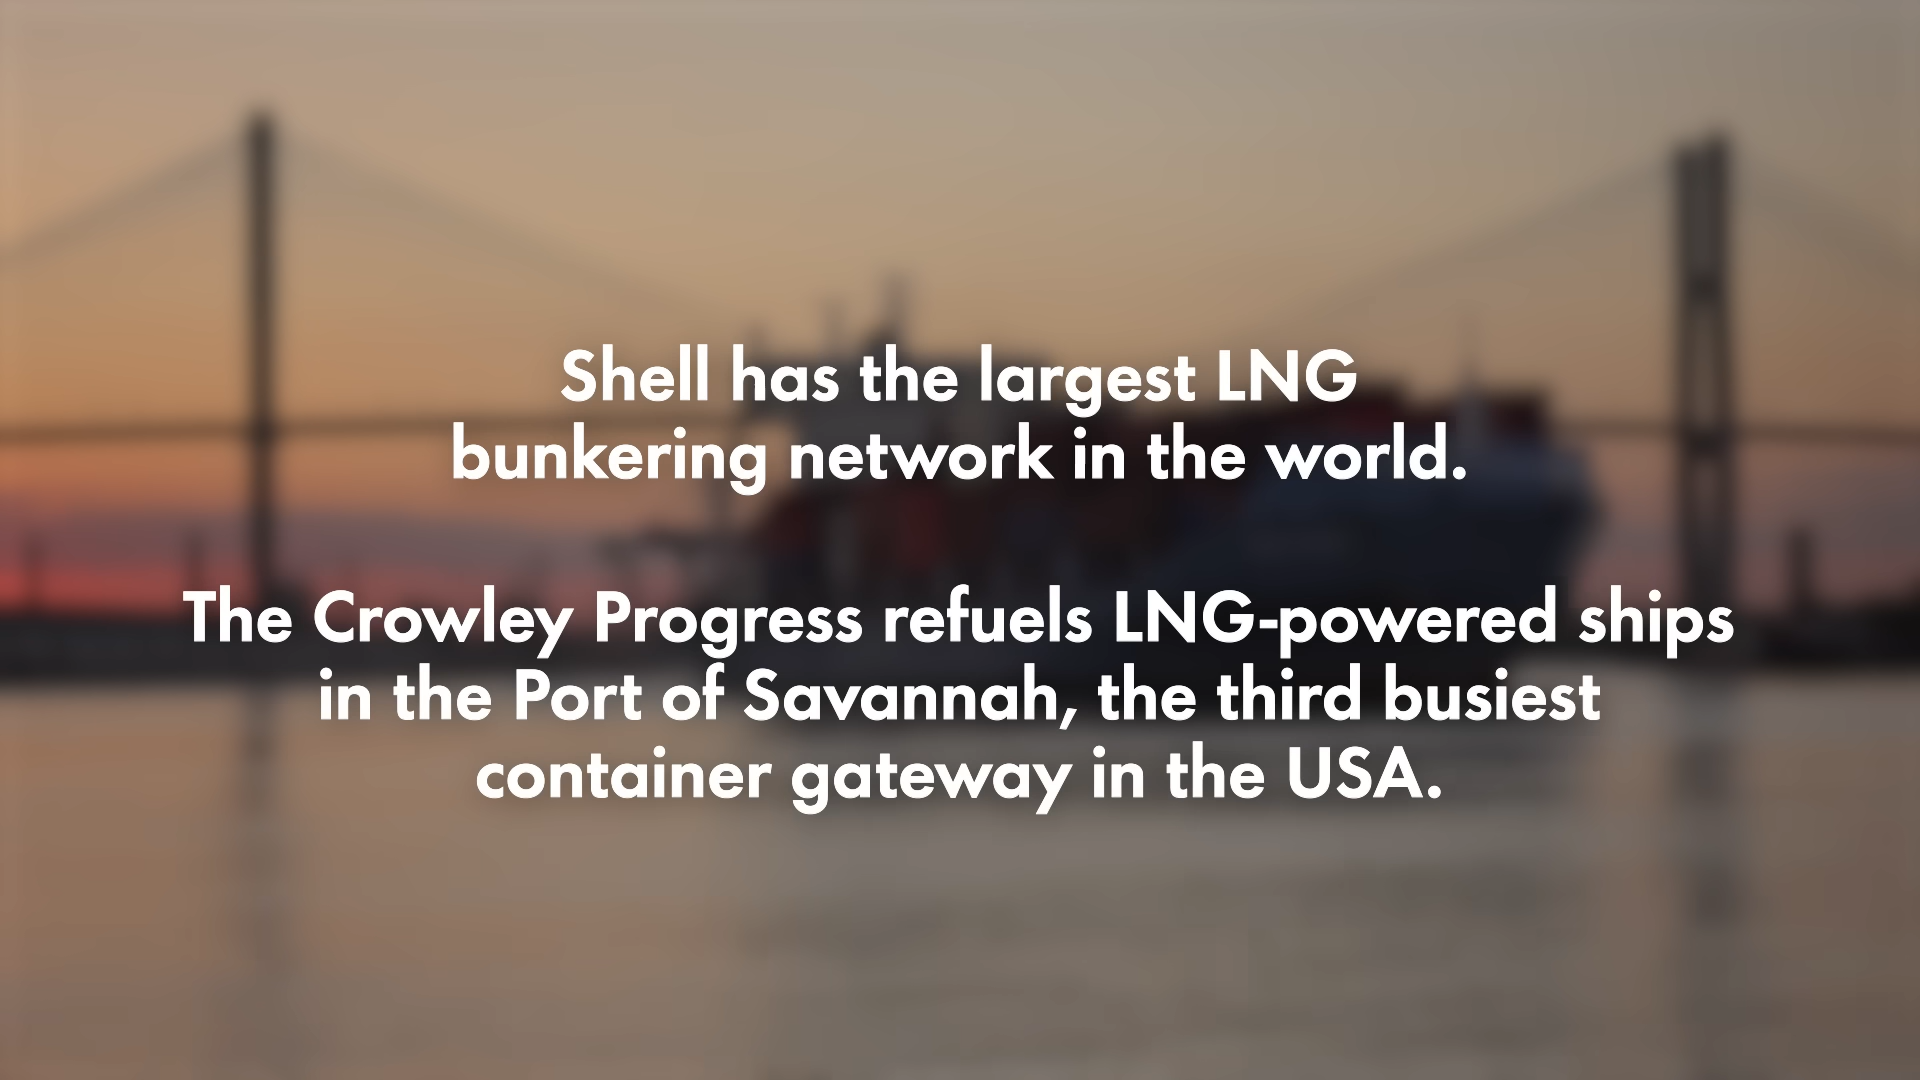 Shell has the largest LNG
bunkering network in the world.
The Crowley Progress refuels LNG-powered ships
in the Port of Savannah, the third busiest
container gateway in the USA.